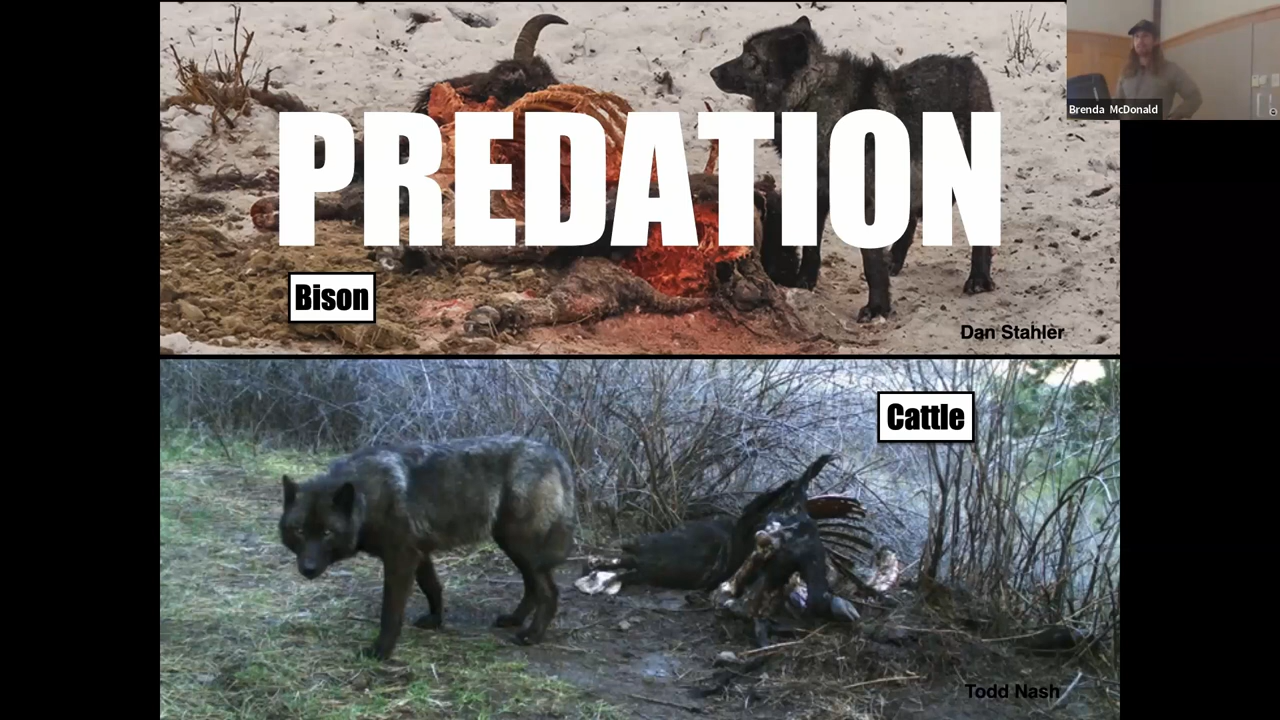 PREDATION
Brenda McDonald
Bison
Dan Stahler
Cattle
Todd Nash